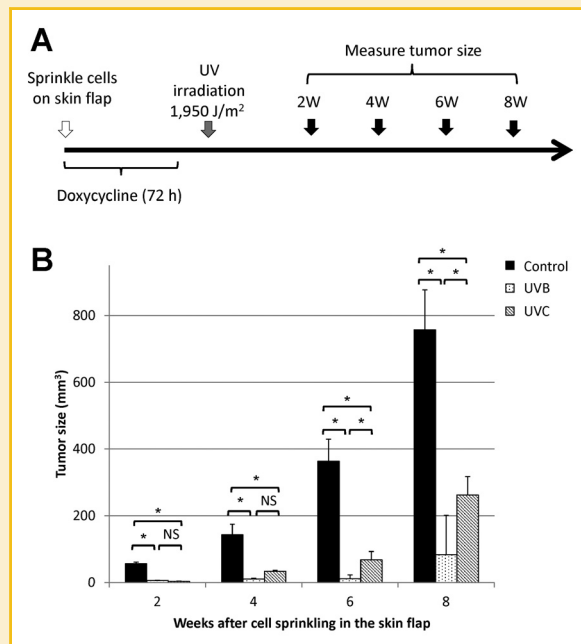 A
Sprinkle cells
on skin flap
UV
irradiation
1,950 J/m²
Measure tumor size
2W 4W 6W 8W
Doxycycline (72 h)
B
Control
UVB
UVC
Tumor size (mm³)
800
600
400
200
0
*
*
NS
*
*
NS
*
*
*
*
*
*
2 4 6 8
Weeks after cell sprinkling in the skin flap